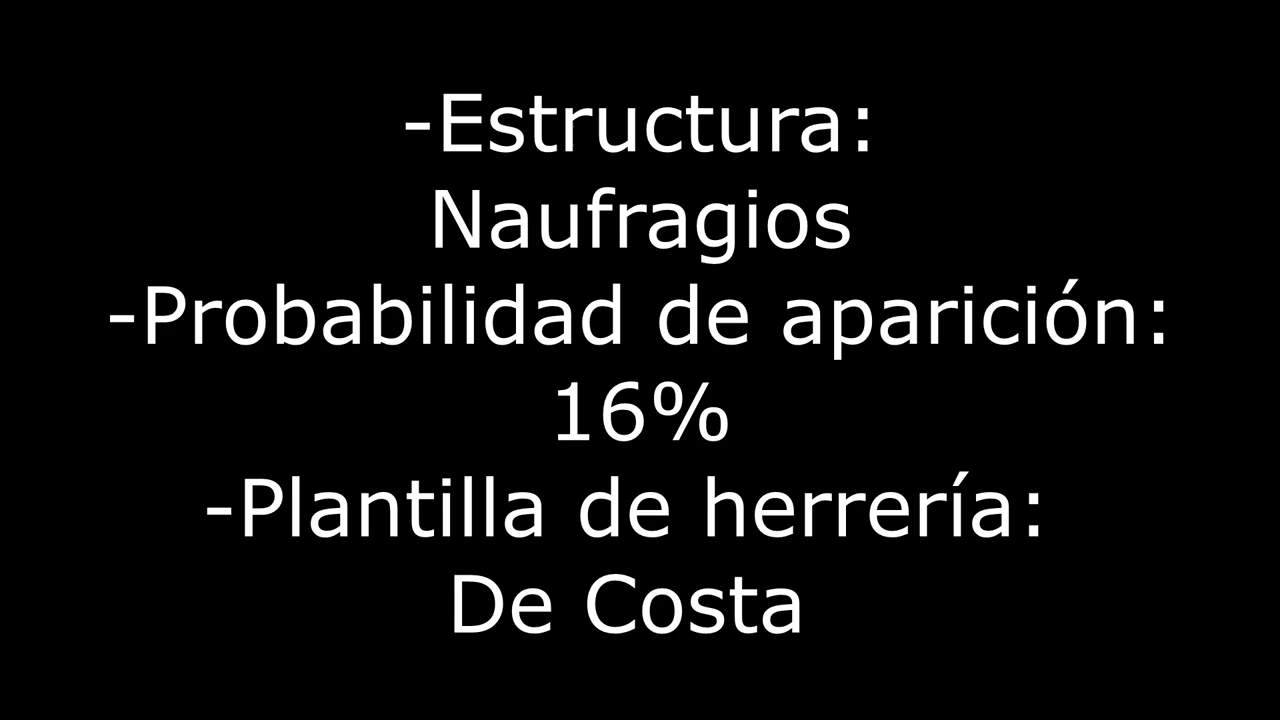 -Estructura:
Naufragios
-Probabilidad de aparición:
16%
-Plantilla de herrería:
De Costa